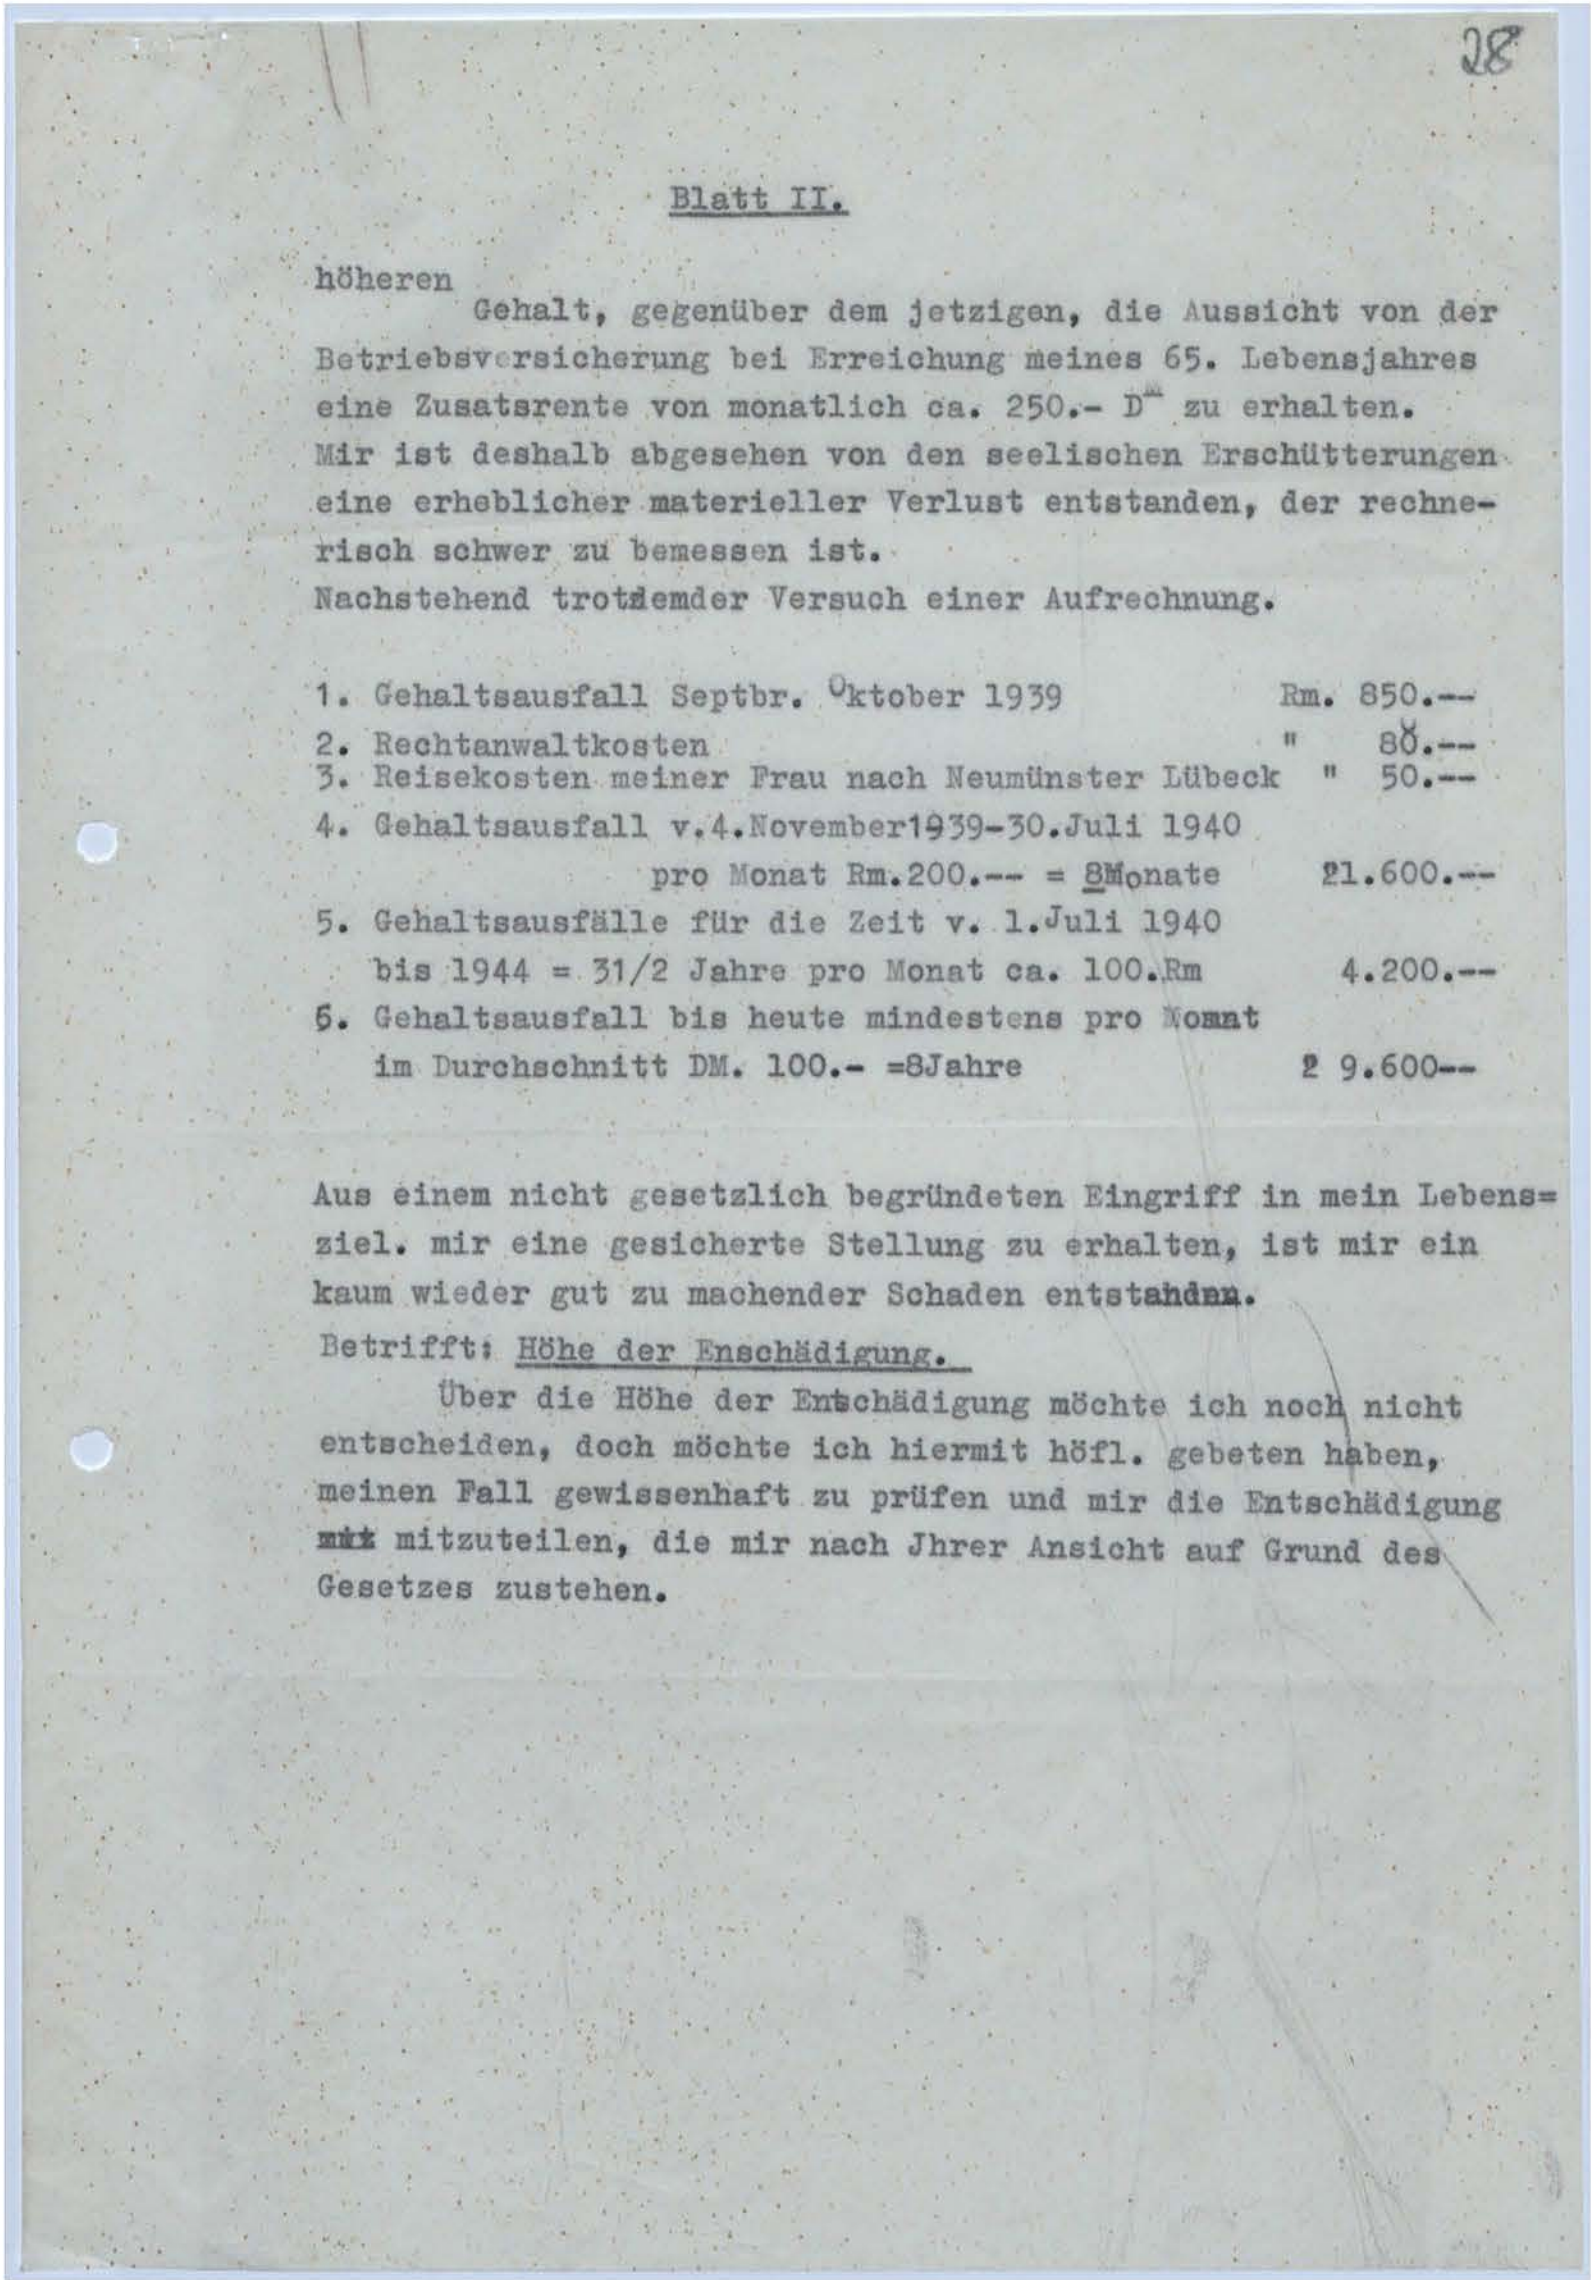 28
Blatt II.
höheren
Gehalt, gegenüber dem jetzigen, die Aussicht von der
Betriebsversicherung bei Erreichung meines 65. Lebensjahres
eine Zusatsrente von monatlich ca. 250.- Dm zu erhalten.
Mir ist deshalb abgesehen von den seelischen Erschütterungen
eine erheblicher materieller Verlust entstanden, der rechne-
risch schwer zu bemessen ist.
Nachstehend trotzdemder Versuch einer Aufrechnung.
1. Gehaltsausfall Septbr. Oktober 1939 Rm. 850.--
2. Rechtanwaltkosten " 80.--
3. Reisekosten meiner Frau nach Neumünster Lübeck " 50.--
4. Gehaltsausfall v.4.November1939-30.Juli 1940
pro Monat Rm.200.-- = 8Monate "1.600.--
5. Gehaltsausfälle für die Zeit v. 1.Juli 1940
bis 1944 = 31/2 Jahre pro Monat ca. 100.Rm 4.200.--
6. Gehaltsausfall bis heute mindestens pro Momnt
im Durchschnitt DM. 100.- =8Jahre " 9.600--
Aus einem nicht gesetzlich begründeten Eingriff in mein Lebens=
ziel. mir eine gesicherte Stellung zu erhalten, ist mir ein
kaum wieder gut zu machender Schaden entstanden.
Betrifft: Höhe der Enschädigung.
Über die Höhe der Entschädigung möchte ich noch nicht
entscheiden, doch möchte ich hiermit höfl. gebeten haben,
meinen Fall gewissenhaft zu prüfen und mir die Entschädigung
mitzuteilen, die mir nach Jhrer Ansicht auf Grund des
Gesetzes zustehen.